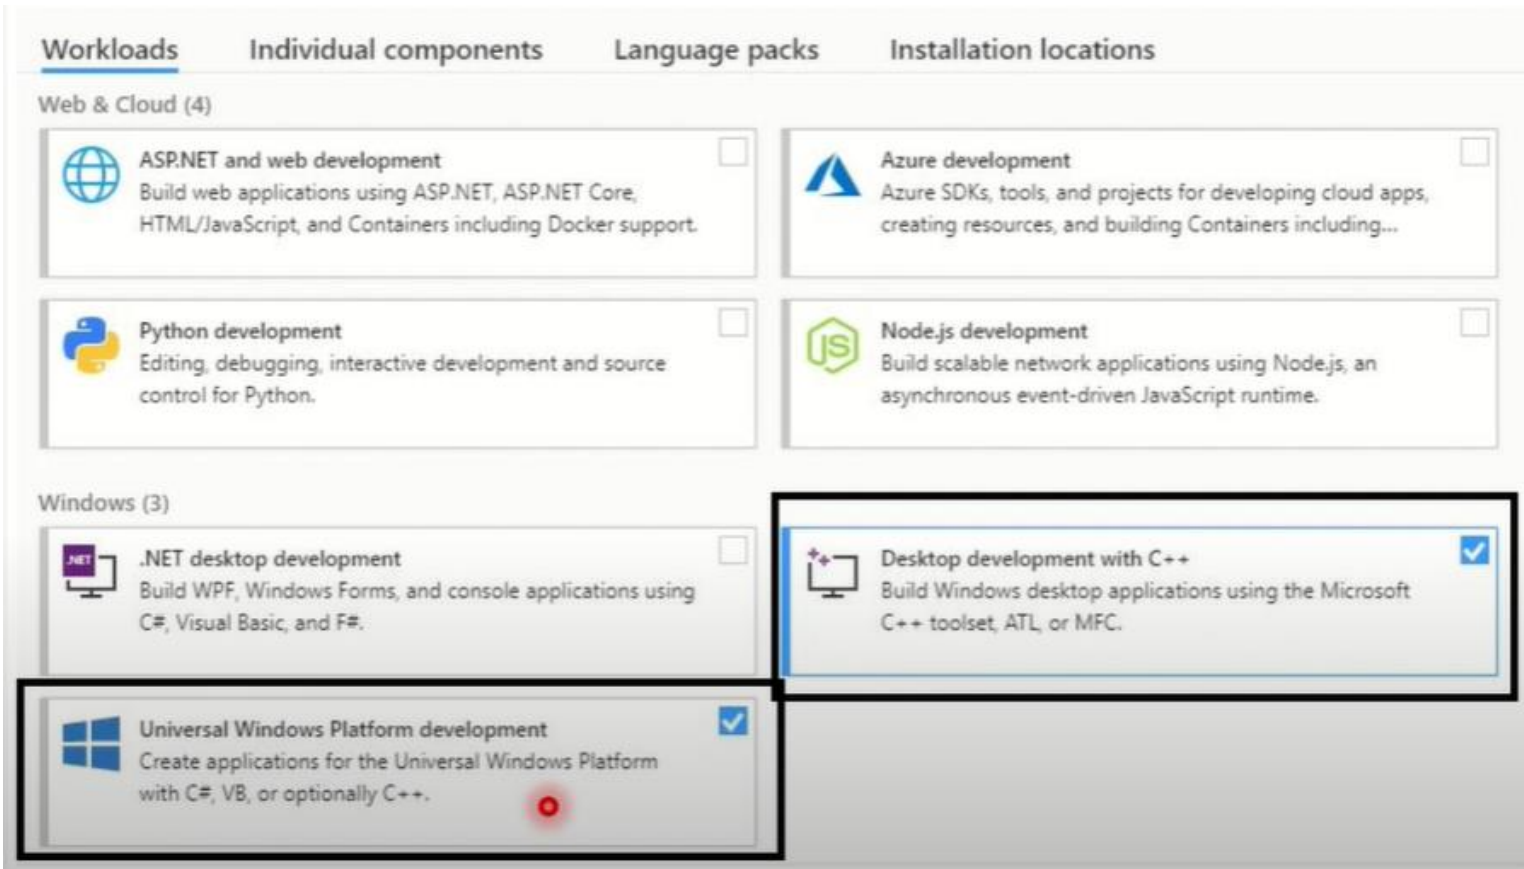 Workloads Individual components Language packs Installation locations
Web & Cloud (4)
ASP.NET and web development
Build web applications using ASP.NET, ASP.NET Core,
HTML/JavaScript, and Containers including Docker support.
Azure development
Azure SDKs, tools, and projects for developing cloud apps,
creating resources, and building Containers including...
Python development
Editing, debugging, interactive development and source
control for Python.
JS
Node.js development
Build scalable network applications using Node.js, an
asynchronous event-driven JavaScript runtime.
Windows (3)
.NET
.NET desktop development
Build WPF, Windows Forms, and console applications using
C#, Visual Basic, and F#.
Desktop development with C++
Build Windows desktop applications using the Microsoft
C++ toolset, ATL, or MFC.
Universal Windows Platform development
Create applications for the Universal Windows Platform
with C#, VB, or optionally C++.